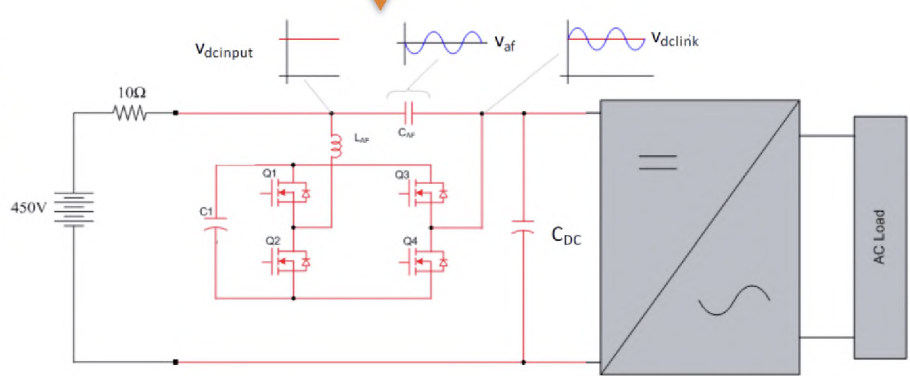 Vdcinput
Vaf
Vdclink
10Ω
LAF
CAF
450V
C1
Q1
Q3
Q2
Q4
CDC
AC Load